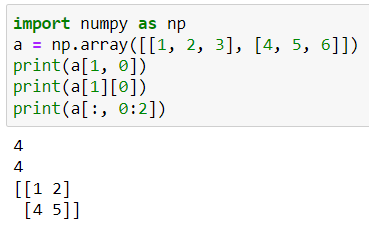 import numpy as np
a = np.array([[1, 2, 3], [4, 5, 6]])
print(a[1, 0])
print(a[1][0])
print(a[:, 0:2])
4
4
[[1 2]
 [4 5]]